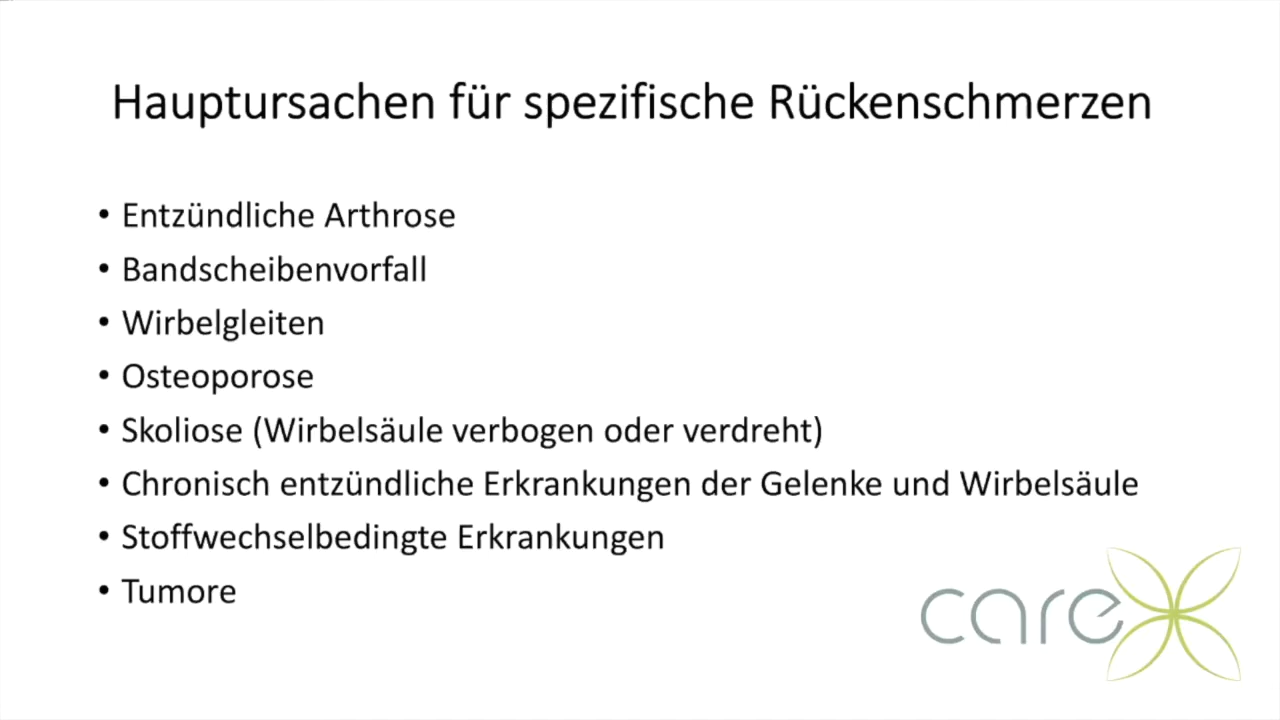 Hauptursachen für spezifische Rückenschmerzen
• Entzündliche Arthrose
• Bandscheibenvorfall
• Wirbelgleiten
• Osteoporose
• Skoliose (Wirbelsäule verbogen oder verdreht)
• Chronisch entzündliche Erkrankungen der Gelenke und Wirbelsäule
• Stoffwechselbedingte Erkrankungen
• Tumore
care